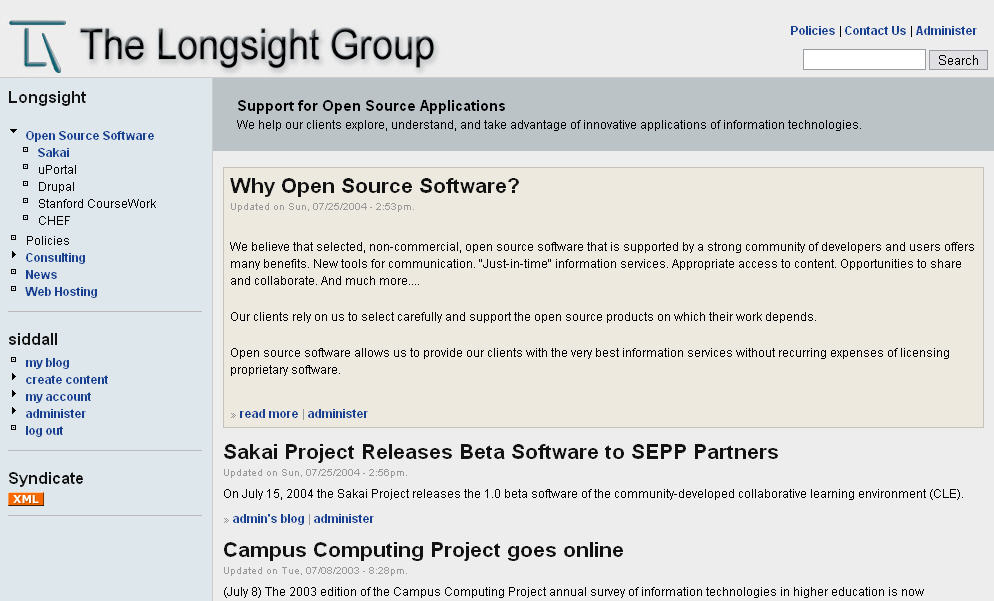 The Longsight Group
Policies | Contact Us | Administer
Search
Longsight
Open Source Software
Sakai
uPortal
Drupal
Stanford CourseWork
CHEF
Policies
Consulting
News
Web Hosting
siddall
my blog
create content
my account
administer
log out
Syndicate
XML
Support for Open Source Applications
We help our clients explore, understand, and take advantage of innovative applications of information technologies.
Why Open Source Software?
Updated on Sun, 07/25/2004 - 2:53pm.
We believe that selected, non-commercial, open source software that is supported by a strong community of developers and users offers
many benefits. New tools for communication. "Just-in-time" information services. Appropriate access to content. Opportunities to share
and collaborate. And much more....
Our clients rely on us to select carefully and support the open source products on which their work depends.
Open source software allows us to provide our clients with the very best information services without recurring expenses of licensing
proprietary software.
» read more | administer
Sakai Project Releases Beta Software to SEPP Partners
Updated on Sun, 07/25/2004 - 2:56pm.
On July 15, 2004 the Sakai Project releases the 1.0 beta software of the community-developed collaborative learning environment (CLE).
» admin's blog | administer
Campus Computing Project goes online
Updated on Tue, 07/08/2003 - 8:28pm.
(July 8) The 2003 edition of the Campus Computing Project annual survey of information technologies in higher education is now